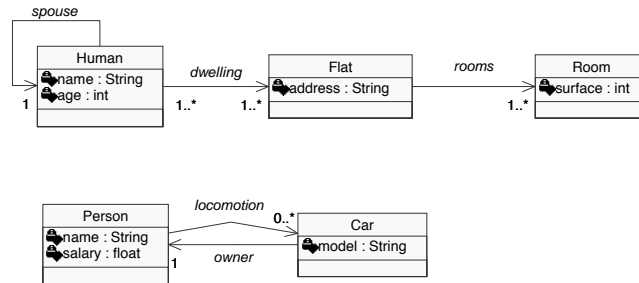 spouse
Human
name : String
age : int
1
dwelling
1..*
1..*
Flat
address : String
rooms
1..*
Room
surface : int
Person
name : String
salary : float
locomotion
0..*
1
owner
Car
model : String